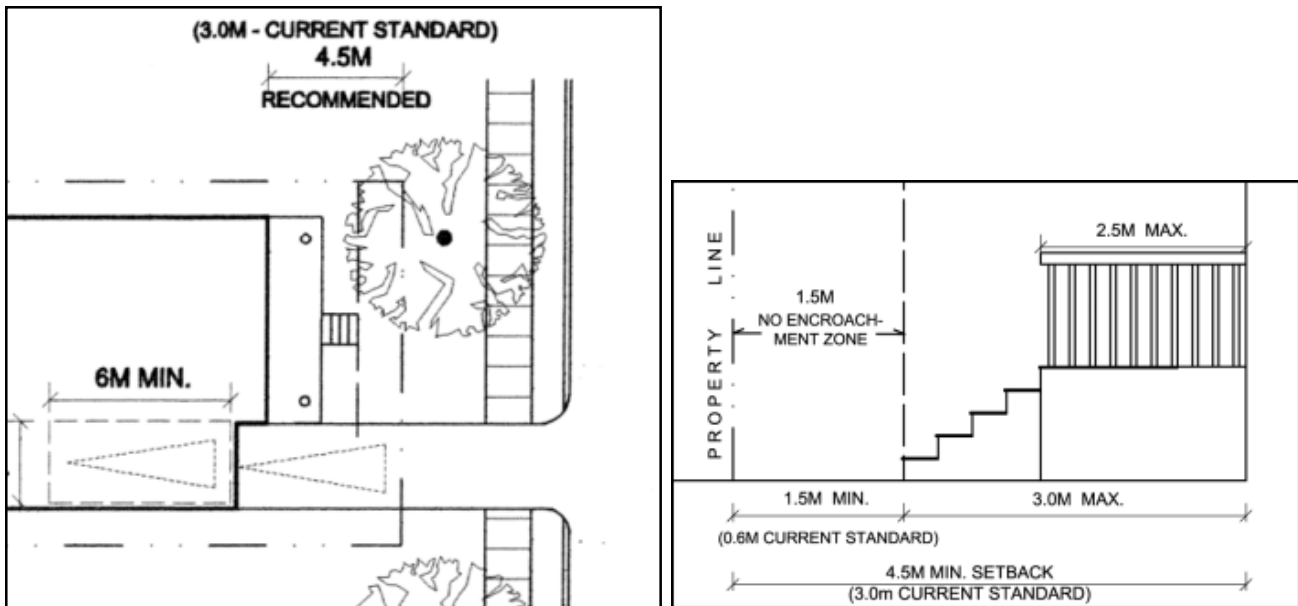 (3.0M - CURRENT STANDARD)
4.5M
RECOMMENDED
6M MIN.
PROPERTY LINE
2.5M MAX.
1.5M
NO ENCROACH-
MENT ZONE
1.5M MIN.
3.0M MAX.
(0.6M CURRENT STANDARD)
4.5M MIN. SETBACK
(3.0m CURRENT STANDARD)